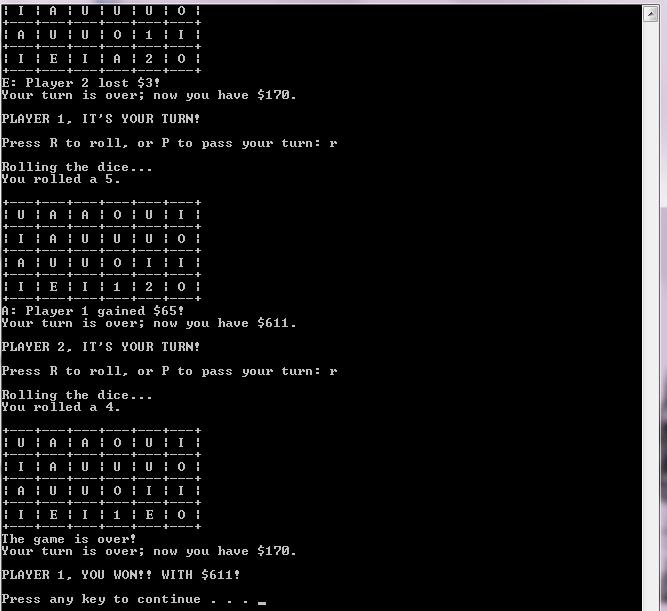 ¦ I ¦ A ¦ U ¦ U ¦ U ¦ O ¦
+---+---+---+---+---+---+
¦ A ¦ U ¦ U ¦ O ¦ 1 ¦ I ¦
+---+---+---+---+---+---+
¦ I ¦ E ¦ I ¦ A ¦ 2 ¦ O ¦
+---+---+---+---+---+---+
E: Player 2 lost $3!
Your turn is over; now you have $170.
PLAYER 1, IT'S YOUR TURN!
Press R to roll, or P to pass your turn: r
Rolling the dice...
You rolled a 5.
+---+---+---+---+---+---+
¦ U ¦ A ¦ A ¦ O ¦ U ¦ I ¦
+---+---+---+---+---+---+
¦ I ¦ A ¦ U ¦ U ¦ U ¦ O ¦
+---+---+---+---+---+---+
¦ A ¦ U ¦ U ¦ O ¦ I ¦ I ¦
+---+---+---+---+---+---+
¦ I ¦ E ¦ I ¦ 1 ¦ 2 ¦ O ¦
+---+---+---+---+---+---+
A: Player 1 gained $65!
Your turn is over; now you have $611.
PLAYER 2, IT'S YOUR TURN!
Press R to roll, or P to pass your turn: r
Rolling the dice...
You rolled a 4.
+---+---+---+---+---+---+
¦ U ¦ A ¦ A ¦ O ¦ U ¦ I ¦
+---+---+---+---+---+---+
¦ I ¦ A ¦ U ¦ U ¦ U ¦ O ¦
+---+---+---+---+---+---+
¦ A ¦ U ¦ U ¦ O ¦ I ¦ I ¦
+---+---+---+---+---+---+
¦ I ¦ E ¦ I ¦ 1 ¦ E ¦ O ¦
+---+---+---+---+---+---+
The game is over!
Your turn is over; now you have $170.
PLAYER 1, YOU WON!! WITH $611!
Press any key to continue . . . _